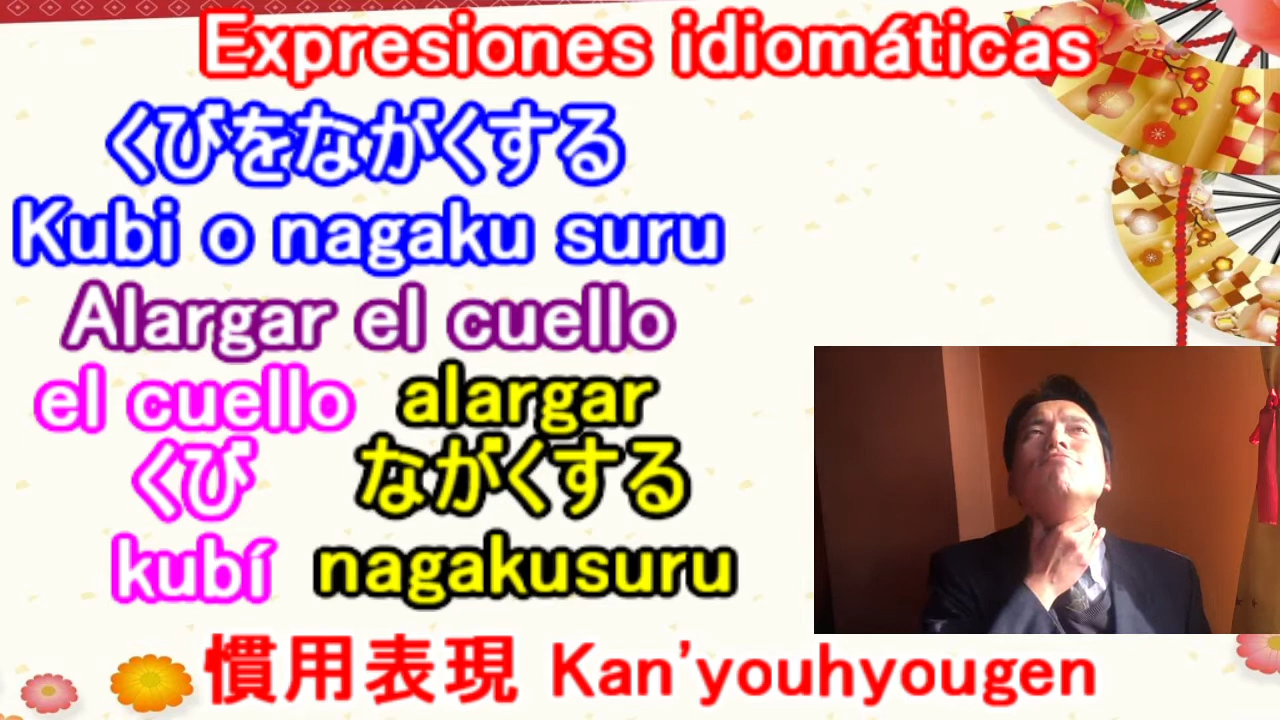 Expresiones idiomáticas
くびをながくする
Kubi o nagaku suru
Alargar el cuello
el cuello alargar
くび ながくする
kubí nagakusuru
慣用表現 Kan'youhyougen